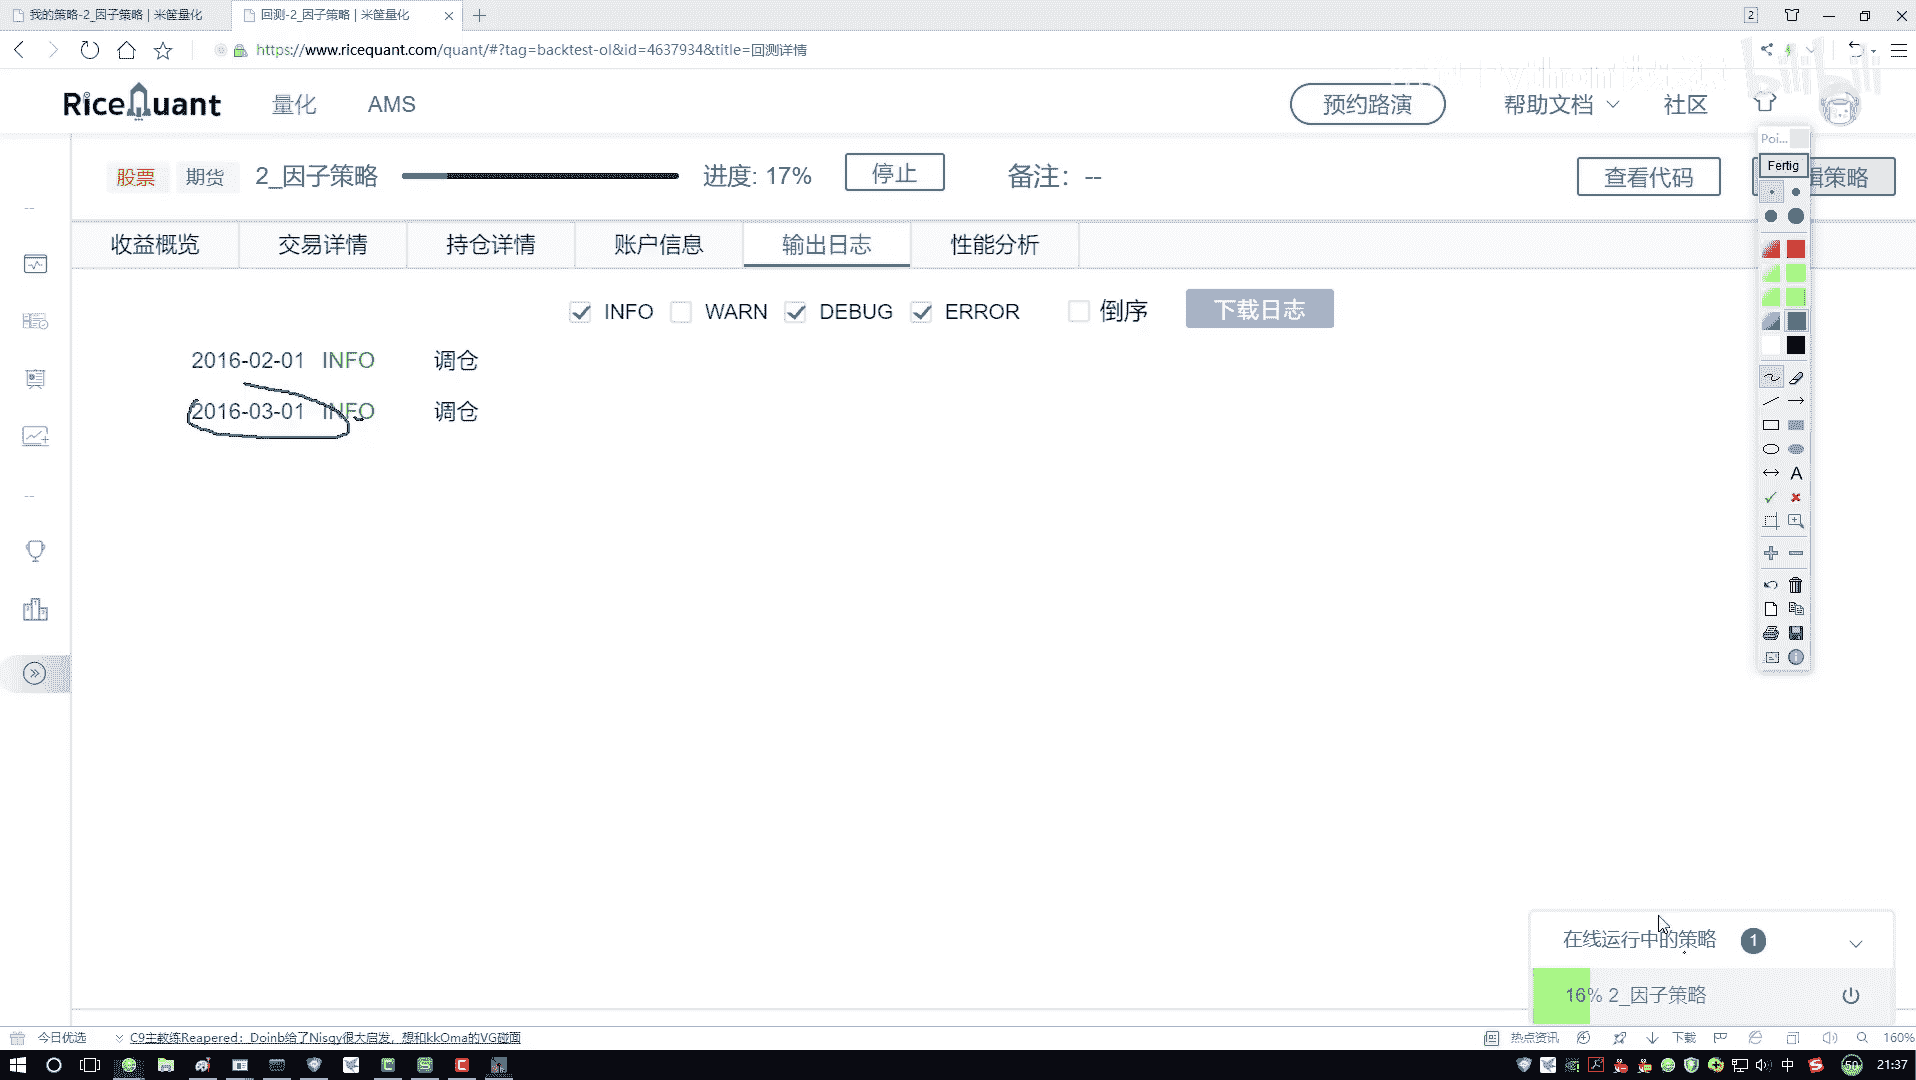 我的策略-2_因子策略 | 米筐量化
回测-2_因子策略 | 米筐量化
2
https://www.ricequant.com/quant/#?tag=backtest-ol&id=4637934&title=回测详情
bilibili
RiceQuant 量化 AMS 预约路演 帮助文档 社区
Poi...
Fertig
股票 期货 2_因子策略 进度: 17% 停止 备注: -- 查看代码 辑策略
--
收益概览 交易详情 持仓详情 账户信息 输出日志 性能分析
INFO WARN DEBUG ERROR 倒序 下载日志
2016-02-01 INFO 调仓
2016-03-01 INFO 调仓
A
--
在线运行中的策略 1
16% 2_因子策略
今日优选 C9主教练Reapered：Doinb给了Nisqy很大启发，想和kkOma的VG碰面 热点资讯 下载 160%
中 50 21:37